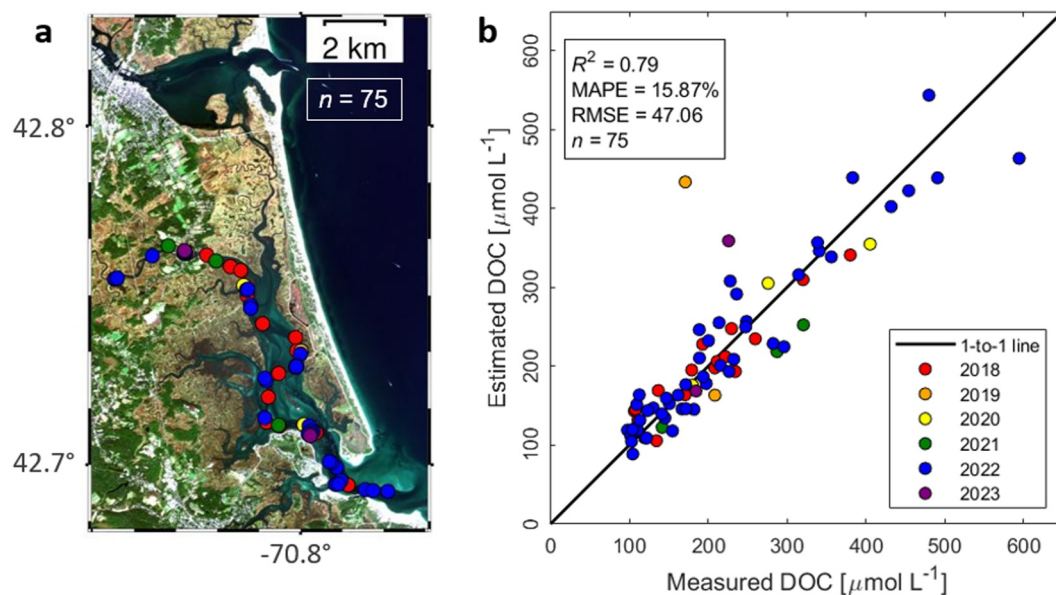 a
2 km
n = 75
42.8°
42.7°
-70.8°
b
R² = 0.79
MAPE = 15.87%
RMSE = 47.06
n = 75
Estimated DOC [μmol L⁻¹]
600
500
400
300
200
100
0
1-to-1 line
2018
2019
2020
2021
2022
2023
0 100 200 300 400 500 600
Measured DOC [μmol L⁻¹]